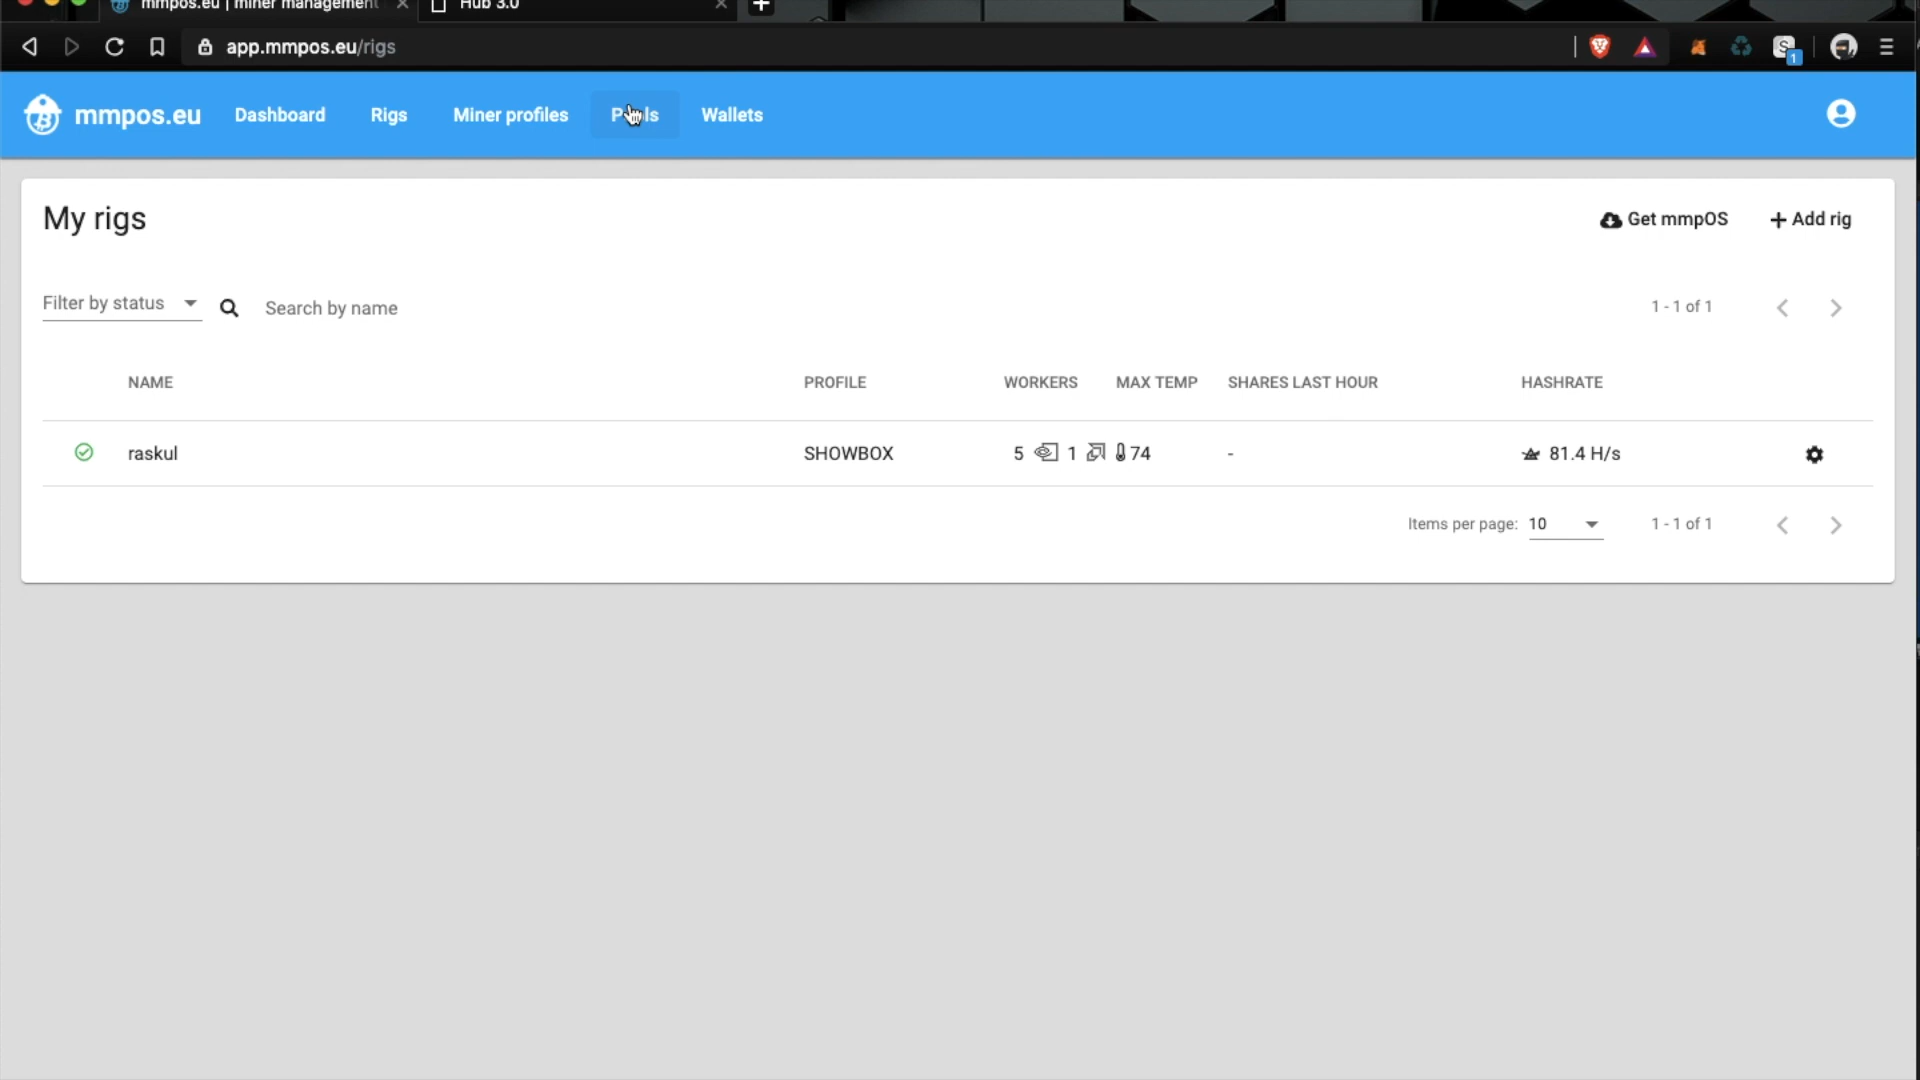 mmpos.eu | miner management
Hub 3.0
app.mmpos.eu/rigs
S
1
mmpos.eu
Dashboard
Rigs
Miner profiles
Wallets
My rigs
Get mmpOS
+ Add rig
Filter by status
Search by name
1 - 1 of 1
NAME
PROFILE
WORKERS
MAX TEMP
SHARES LAST HOUR
HASHRATE
raskul
SHOWBOX
5
1
74
-
81.4 H/s
Items per page: 10
1 - 1 of 1